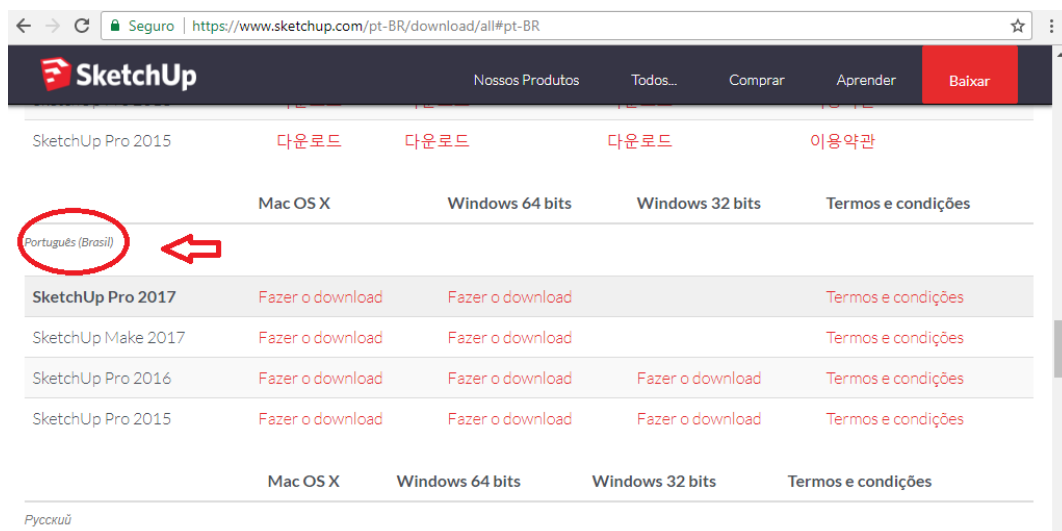 Seguro | https://www.sketchup.com/pt-BR/download/all#pt-BR
SketchUp Nossos Produtos Todos... Comprar Aprender Baixar
SketchUp Pro 2015 다운로드 다운로드 다운로드 이용약관
Mac OS X Windows 64 bits Windows 32 bits Termos e condições
Português (Brasil)
SketchUp Pro 2017 Fazer o download Fazer o download Termos e condições
SketchUp Make 2017 Fazer o download Fazer o download Termos e condições
SketchUp Pro 2016 Fazer o download Fazer o download Fazer o download Termos e condições
SketchUp Pro 2015 Fazer o download Fazer o download Fazer o download Termos e condições
Mac OS X Windows 64 bits Windows 32 bits Termos e condições
Русский